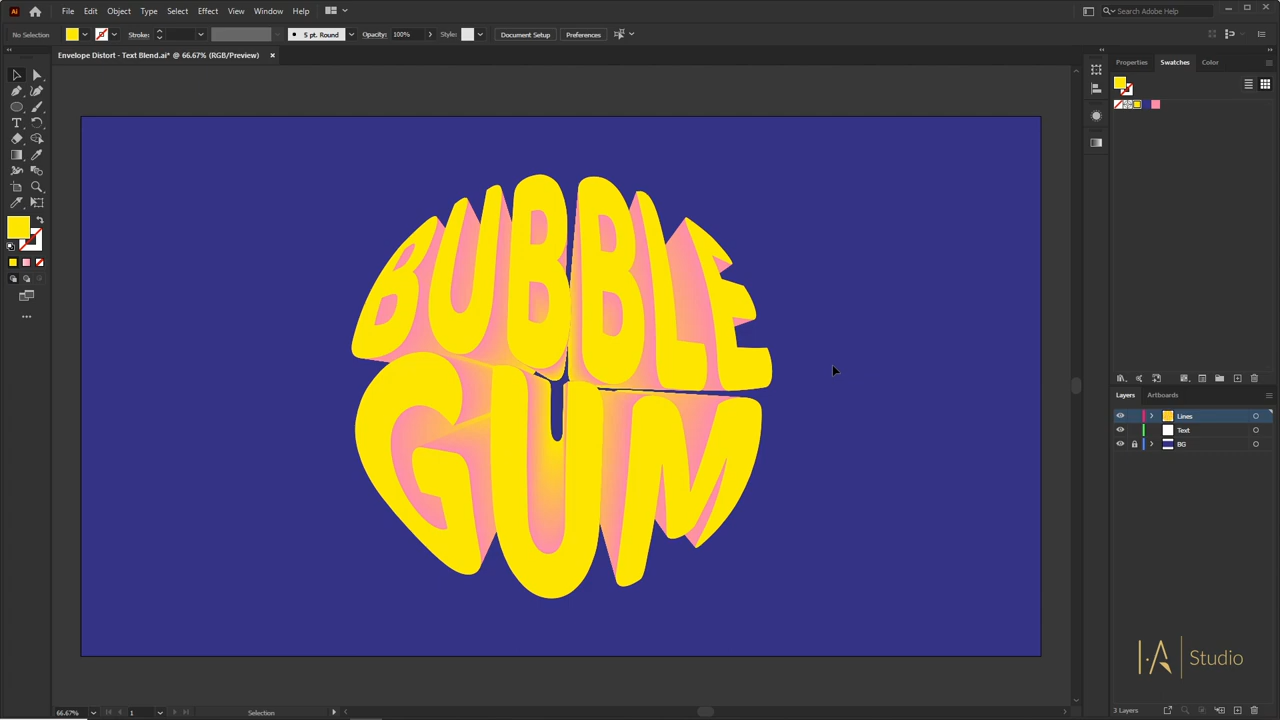 Ai File Edit Object Type Select Effect View Window Help Search Adobe Help
No Selection Stroke: 5 pt. Round Opacity: 100% Style: Document Setup Preferences
Envelope Distort - Text Blend.ai* @ 66.67% (RGB/Preview) ×
Properties Swatches Color
BUBBLE
GUM
Layers Artboards
Lines
Text
BG
I·A Studio
3 Layers
66.67% 1 Selection